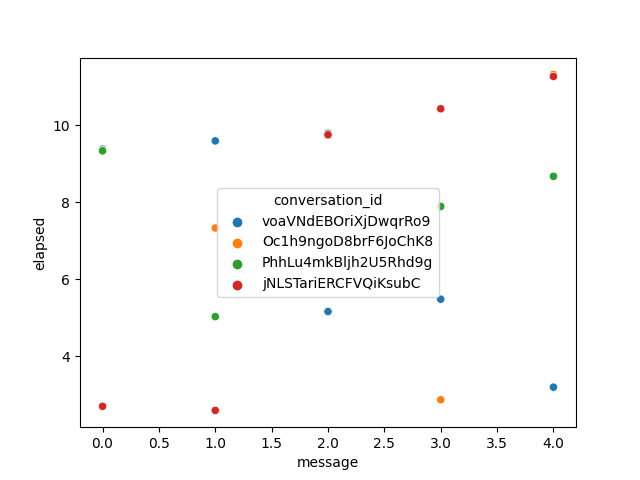 10
8
6
4
elapsed
conversation_id
voaVNdEBOriXjDwqrRo9
Oc1h9ngoD8brF6JoChK8
PhhLu4mkBljh2U5Rhd9g
jNLSTariERCFVQiKsubC
0.0 0.5 1.0 1.5 2.0 2.5 3.0 3.5 4.0
message